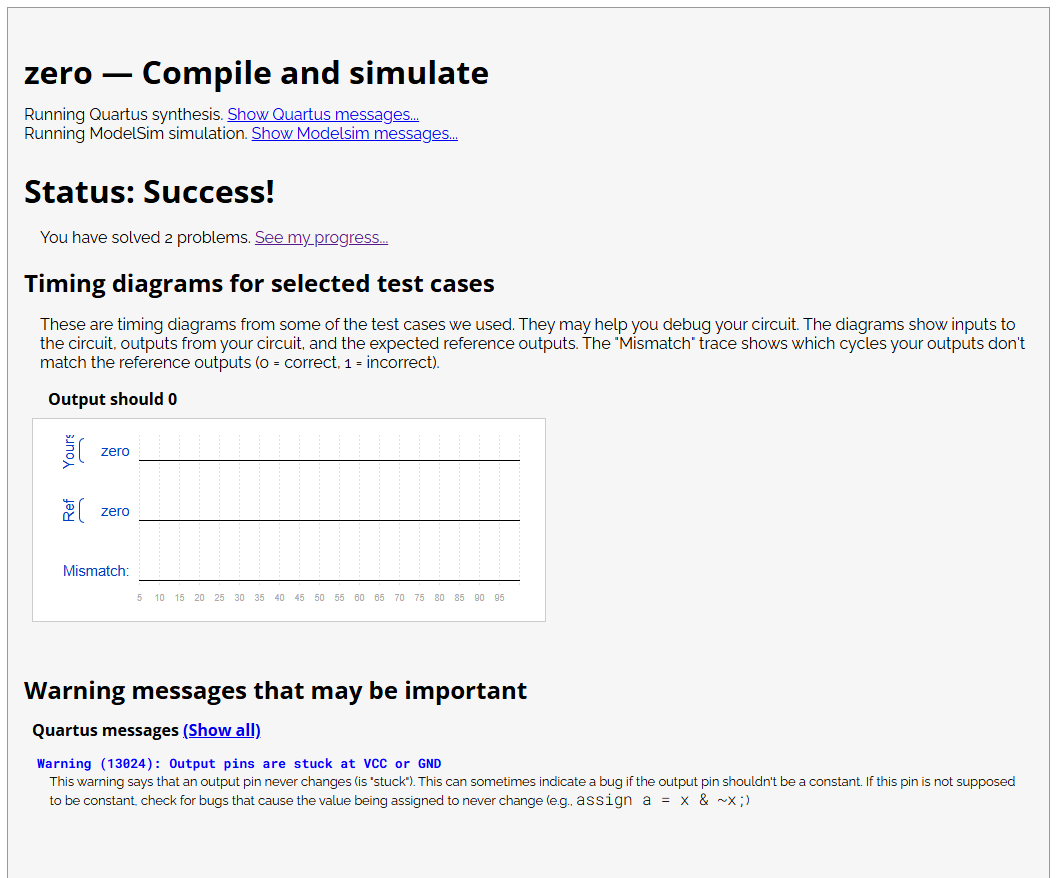 zero — Compile and simulate
Running Quartus synthesis. Show Quartus messages...
Running ModelSim simulation. Show Modelsim messages...
Status: Success!
You have solved 2 problems. See my progress...
Timing diagrams for selected test cases
These are timing diagrams from some of the test cases we used. They may help you debug your circuit. The diagrams show inputs to
the circuit, outputs from your circuit, and the expected reference outputs. The "Mismatch" trace shows which cycles your outputs don't
match the reference outputs (0 = correct, 1 = incorrect).
Output should 0
Yours zero
Ref zero
Mismatch:
5 10 15 20 25 30 35 40 45 50 55 60 65 70 75 80 85 90 95
Warning messages that may be important
Quartus messages (Show all)
Warning (13024): Output pins are stuck at VCC or GND
This warning says that an output pin never changes (is "stuck"). This can sometimes indicate a bug if the output pin shouldn't be a constant. If this pin is not supposed
to be constant, check for bugs that cause the value being assigned to never change (e.g., assign a = x & ~x;)